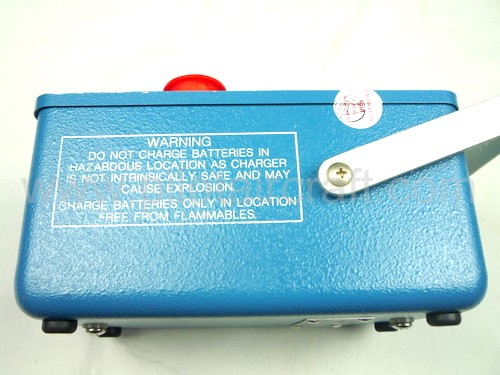 WARNING
DO NOT CHARGE BATTERIES IN
HAZARDOUS LOCATION AS CHARGER
IS NOT INTRINSICALLY SAFE AND MAY
CAUSE EXPLOSION.
CHARGE BATTERIES ONLY IN LOCATION
FREE FROM FLAMMABLES.